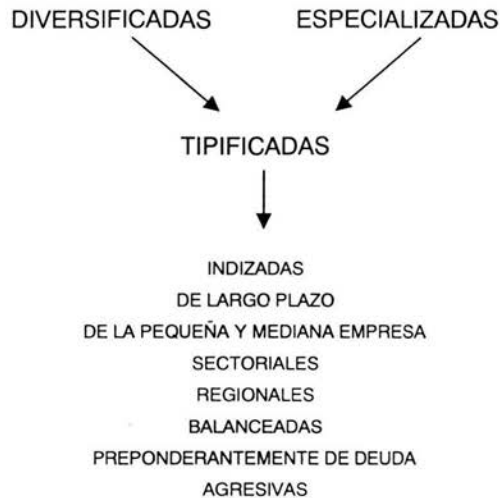 DIVERSIFICADAS ESPECIALIZADAS
TIPIFICADAS
INDIZADAS
DE LARGO PLAZO
DE LA PEQUEÑA Y MEDIANA EMPRESA
SECTORIALES
REGIONALES
BALANCEADAS
PREPONDERANTEMENTE DE DEUDA
AGRESIVAS